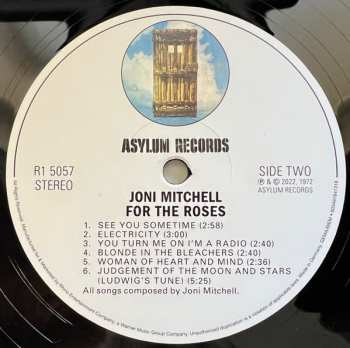 ASYLUM RECORDS
R1 5057
STEREO
SIDE TWO
℗ & © 2022, 1972
ASYLUM RECORDS
JONI MITCHELL
FOR THE ROSES
1. SEE YOU SOMETIME (2:58)
2. ELECTRICITY (3:00)
3. YOU TURN ME ON I'M A RADIO (2:40)
4. BLONDE IN THE BLEACHERS (2:40)
5. WOMAN OF HEART AND MIND (2:40)
6. JUDGEMENT OF THE MOON AND STARS
(LUDWIG'S TUNE) (5:25)
All songs composed by Joni Mitchell.